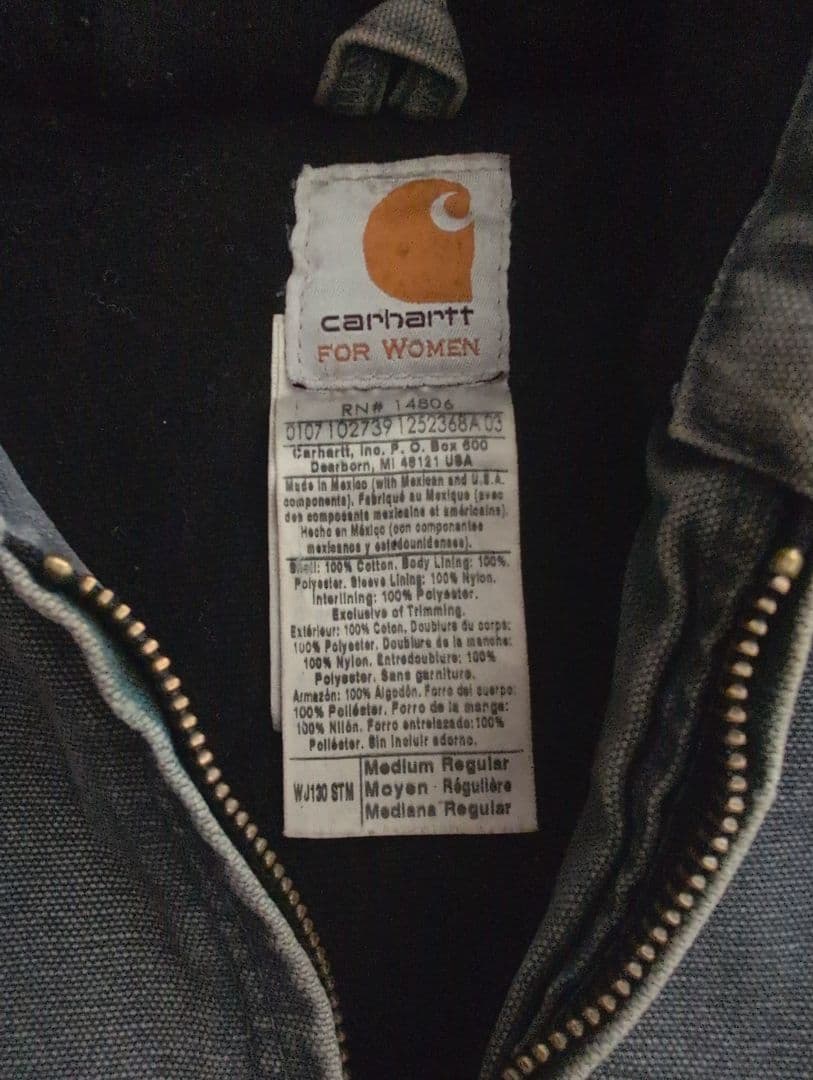 carhartt
FOR WOMEN
RN# 14806
0107102739 1252368A 03
Carhartt, Inc. P. O. Box 600
Dearborn, MI 48121 USA
Made in Mexico (with Mexican and U.S.A.
components). Fabriqué au Mexique (avec
des composants mexicains et américains).
Hecho en México (con componentes
mexicanos y estadounidenses).
Shell: 100% Cotton. Body Lining: 100%
Polyester. Sleeve Lining: 100% Nylon.
Interlining: 100% Polyester.
Exclusive of Trimming.
Extérieur: 100% Coton. Doublure du corps:
100% Polyester. Doublure de la manche:
100% Nylon. Entredoublure: 100%
Polyester. Sans garniture.
Armazón: 100% Algodón. Forro del cuerpo:
100% Poliéster. Forro de la manga:
100% Nilón. Forro entrelazado:100%
Poliéster. Sin incluir adorno.
WJ130 STM
Medium Regular
Moyen - Régulière
Mediana Regular